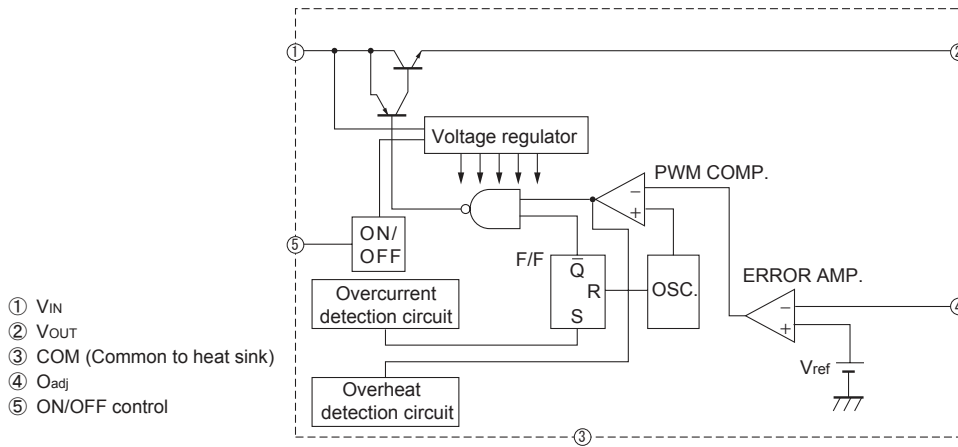 ①
②
Voltage regulator
PWM COMP.
−
+
⑤
ON/
OFF
F/F
Q̅
R
S
OSC.
ERROR AMP.
−
+
④
Overcurrent
detection circuit
Vref
Overheat
detection circuit
③
① VIN
② VOUT
③ COM (Common to heat sink)
④ Oadj
⑤ ON/OFF control